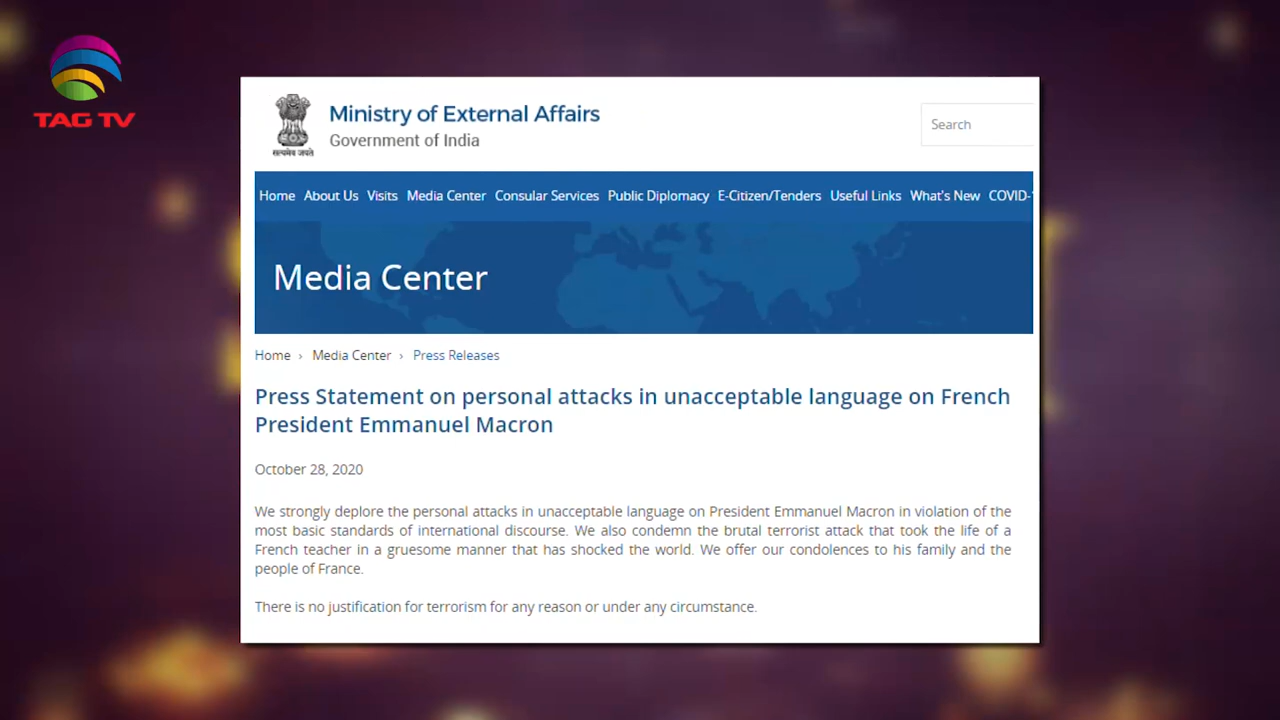 TAG TV
Ministry of External Affairs
Government of India
सत्यमेव जयते
Search
Home About Us Visits Media Center Consular Services Public Diplomacy E-Citizen/Tenders Useful Links What's New COVID-
Media Center
Home › Media Center › Press Releases
Press Statement on personal attacks in unacceptable language on French
President Emmanuel Macron
October 28, 2020
We strongly deplore the personal attacks in unacceptable language on President Emmanuel Macron in violation of the
most basic standards of international discourse. We also condemn the brutal terrorist attack that took the life of a
French teacher in a gruesome manner that has shocked the world. We offer our condolences to his family and the
people of France.
There is no justification for terrorism for any reason or under any circumstance.